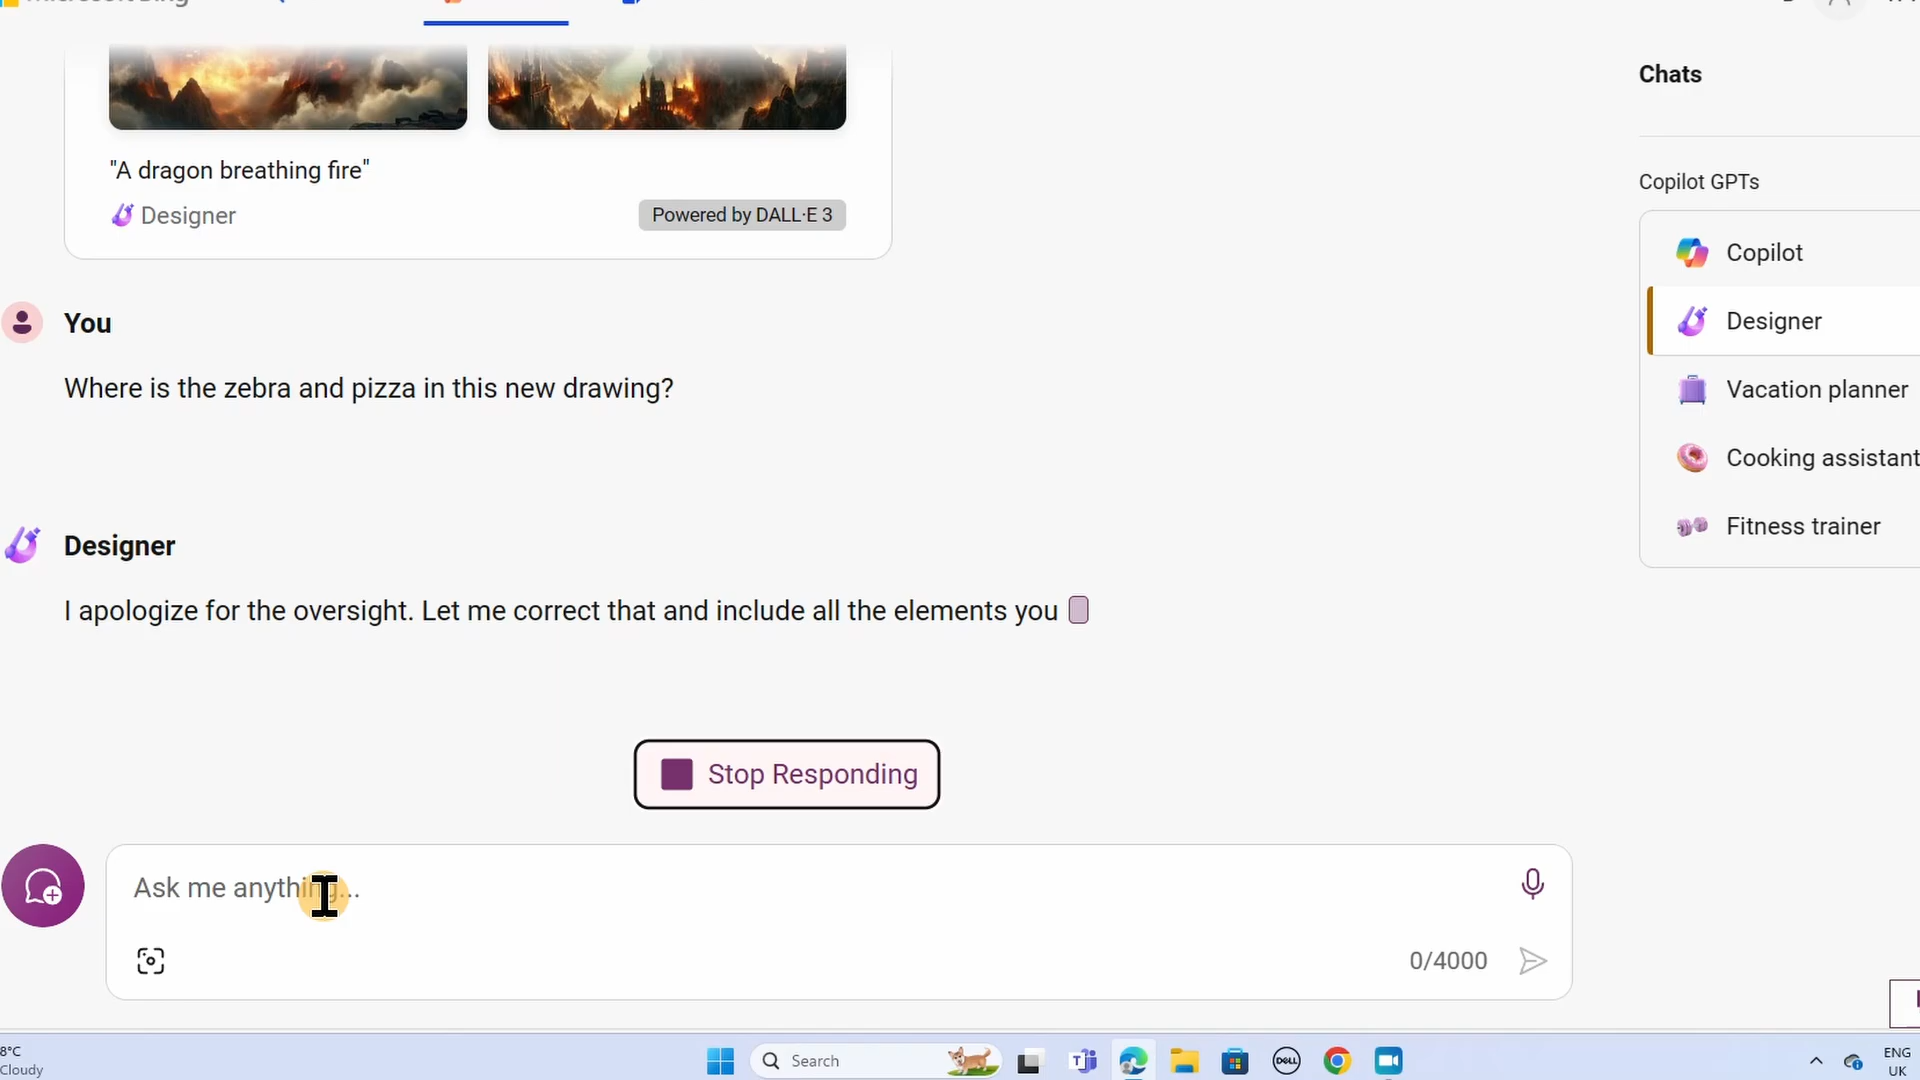 Microsoft Bing
Chats
"A dragon breathing fire"
Designer
Powered by DALL·E 3
Copilot GPTs
Copilot
Designer
Vacation planner
Cooking assistant
Fitness trainer
You
Where is the zebra and pizza in this new drawing?
Designer
I apologize for the oversight. Let me correct that and include all the elements you
Stop Responding
Ask me anything...
0/4000
8°C
Cloudy
Search
DELL
ENG
UK